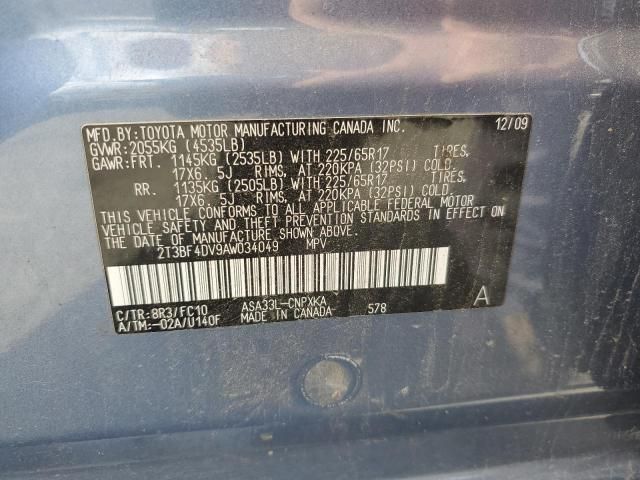 MFD. BY: TOYOTA MOTOR MANUFACTURING CANADA INC. 12/09
GVWR: 2055KG (4535LB)
GAWR: FRT. 1145KG (2535LB) WITH 225/65R17 TIRES,
17X6. 5J RIMS, AT 220KPA (32PSI) COLD.
RR. 1135KG (2505LB) WITH 225/65R17 TIRES,
17X6. 5J RIMS, AT 220KPA (32PSI) COLD.
THIS VEHICLE CONFORMS TO ALL APPLICABLE FEDERAL MOTOR
VEHICLE SAFETY AND THEFT PREVENTION STANDARDS IN EFFECT ON
THE DATE OF MANUFACTURE SHOWN ABOVE.
2T3BF4DV9AW034049 MPV
C/TR: 8R3/FC10 ASA33L-CNPXKA A
A/TM: -02A/U140F MADE IN CANADA 578